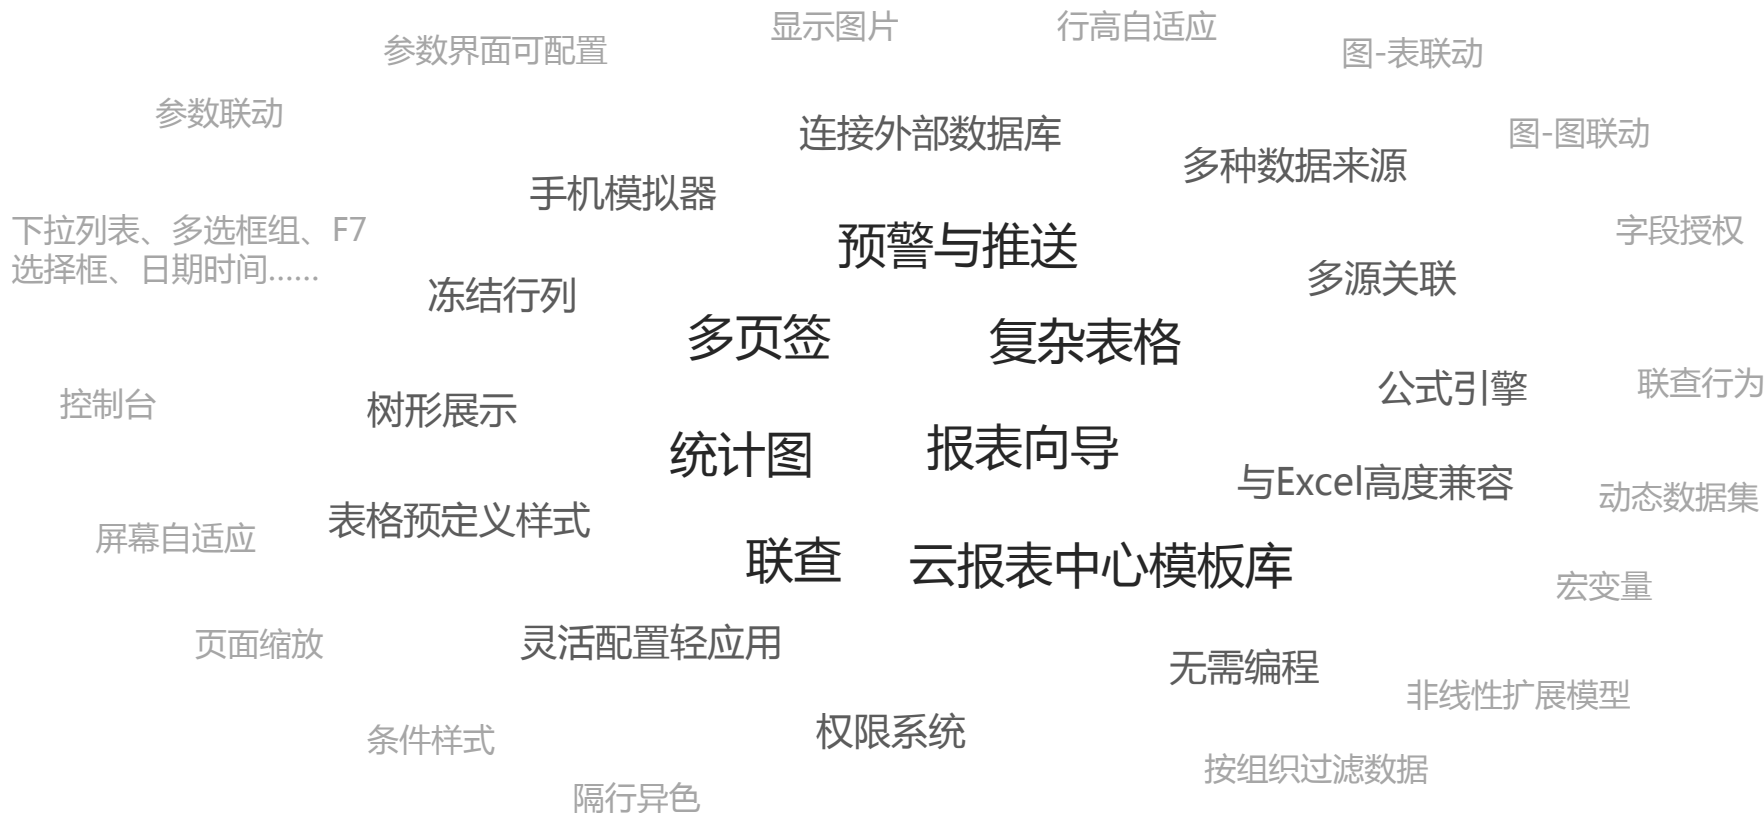 显示图片
行高自适应
参数界面可配置
图-表联动
参数联动
连接外部数据库
图-图联动
多种数据来源
手机模拟器
下拉列表、多选框组、F7
选择框、日期时间......
预警与推送
字段授权
冻结行列
多源关联
多页签
复杂表格
控制台
树形展示
公式引擎
联查行为
统计图
报表向导
与Excel高度兼容
动态数据集
屏幕自适应
表格预定义样式
联查
云报表中心模板库
宏变量
页面缩放
灵活配置轻应用
无需编程
非线性扩展模型
条件样式
权限系统
按组织过滤数据
隔行异色